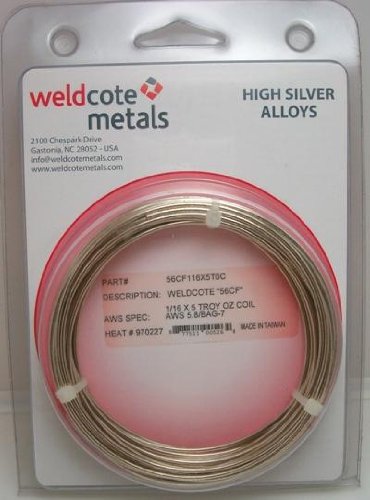 weldcote
metals
2100 Chespark Drive
Gastonia, NC 28052 - USA
info@weldcotemetals.com
www.weldcotemetals.com
HIGH SILVER
ALLOYS
PART# 56CF116X5TOC
DESCRIPTION: WELDCOTE "56CF"
1/16 X 5 TROY OZ COIL
AWS SPEC: AWS 5.8/BAG-7
HEAT # 970227
MADE IN TAIWAN